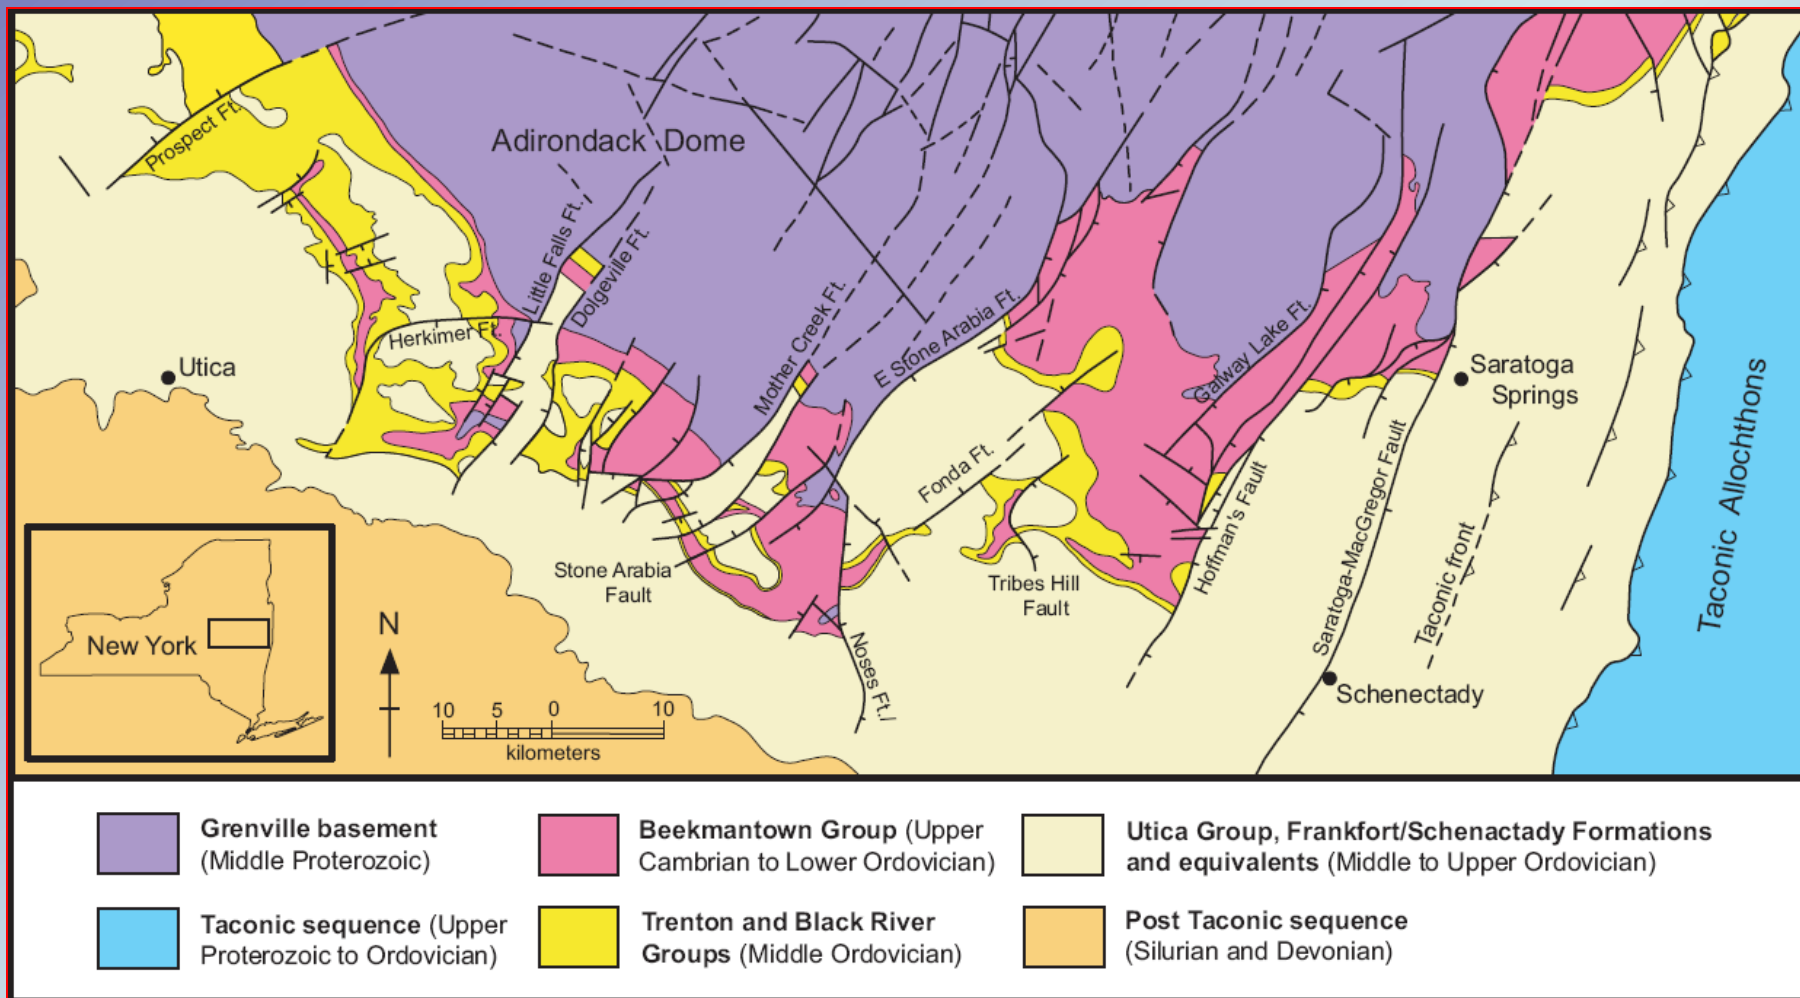 Prospect Ft.
Adirondack Dome
Little Falls Ft.
Dolgeville Ft.
Herkimer Ft.
Utica
Mother Creek Ft.
E Stone Arabia Ft.
Galway Lake Ft.
Saratoga
Springs
Taconic Allochthons
Fonda Ft.
Hoffman's Fault
Saratoga-MacGregor Fault
Taconic front
Stone Arabia
Fault
Tribes Hill
Fault
Noses Ft./
Schenectady
New York
N
10 5 0 10
kilometers
Grenville basement
(Middle Proterozoic)
Beekmantown Group (Upper
Cambrian to Lower Ordovician)
Utica Group, Frankfort/Schenactady Formations
and equivalents (Middle to Upper Ordovician)
Taconic sequence (Upper
Proterozoic to Ordovician)
Trenton and Black River
Groups (Middle Ordovician)
Post Taconic sequence
(Silurian and Devonian)